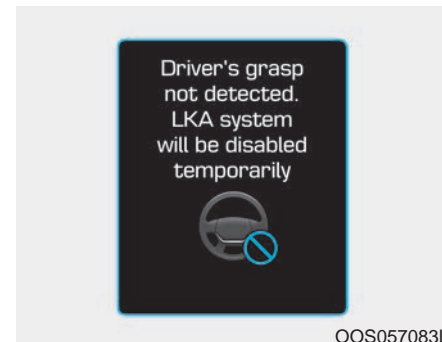 Driver's grasp
not detected.
LKA system
will be disabled
temporarily
OOS057083L